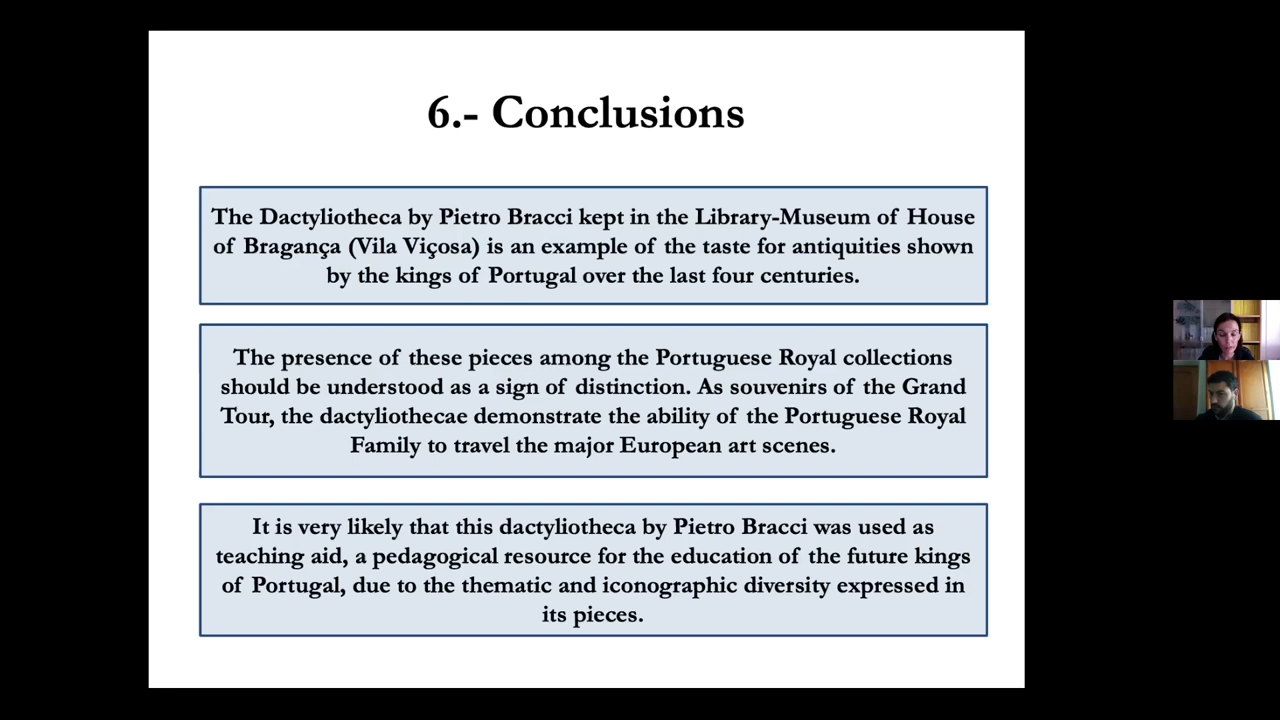 6.- Conclusions
The Dactyliotheca by Pietro Bracci kept in the Library-Museum of House
of Bragança (Vila Viçosa) is an example of the taste for antiquities shown
by the kings of Portugal over the last four centuries.
The presence of these pieces among the Portuguese Royal collections
should be understood as a sign of distinction. As souvenirs of the Grand
Tour, the dactyliothecae demonstrate the ability of the Portuguese Royal
Family to travel the major European art scenes.
It is very likely that this dactyliotheca by Pietro Bracci was used as
teaching aid, a pedagogical resource for the education of the future kings
of Portugal, due to the thematic and iconographic diversity expressed in
its pieces.